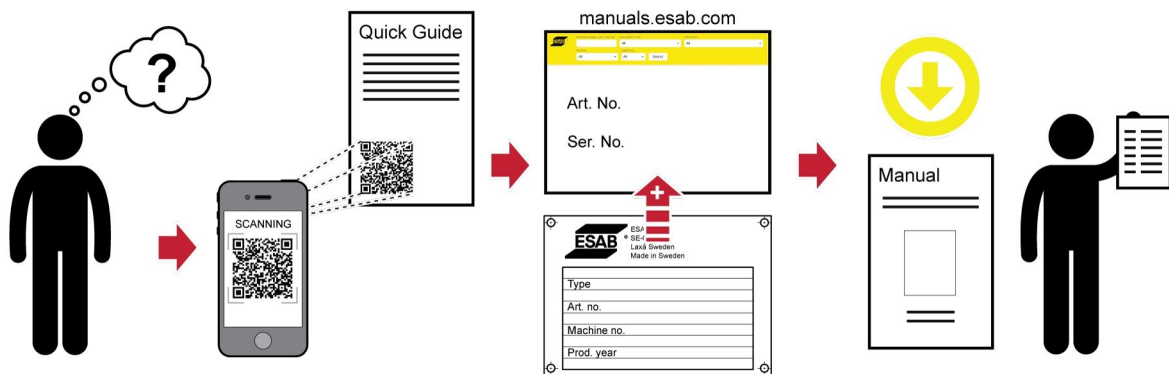 ?
Quick Guide
SCANNING
manuals.esab.com
ESAB
Art. No.
Ser. No.
ESAB
Laxå Sweden
Made in Sweden
Type
Art. no.
Machine no.
Prod. year
Manual